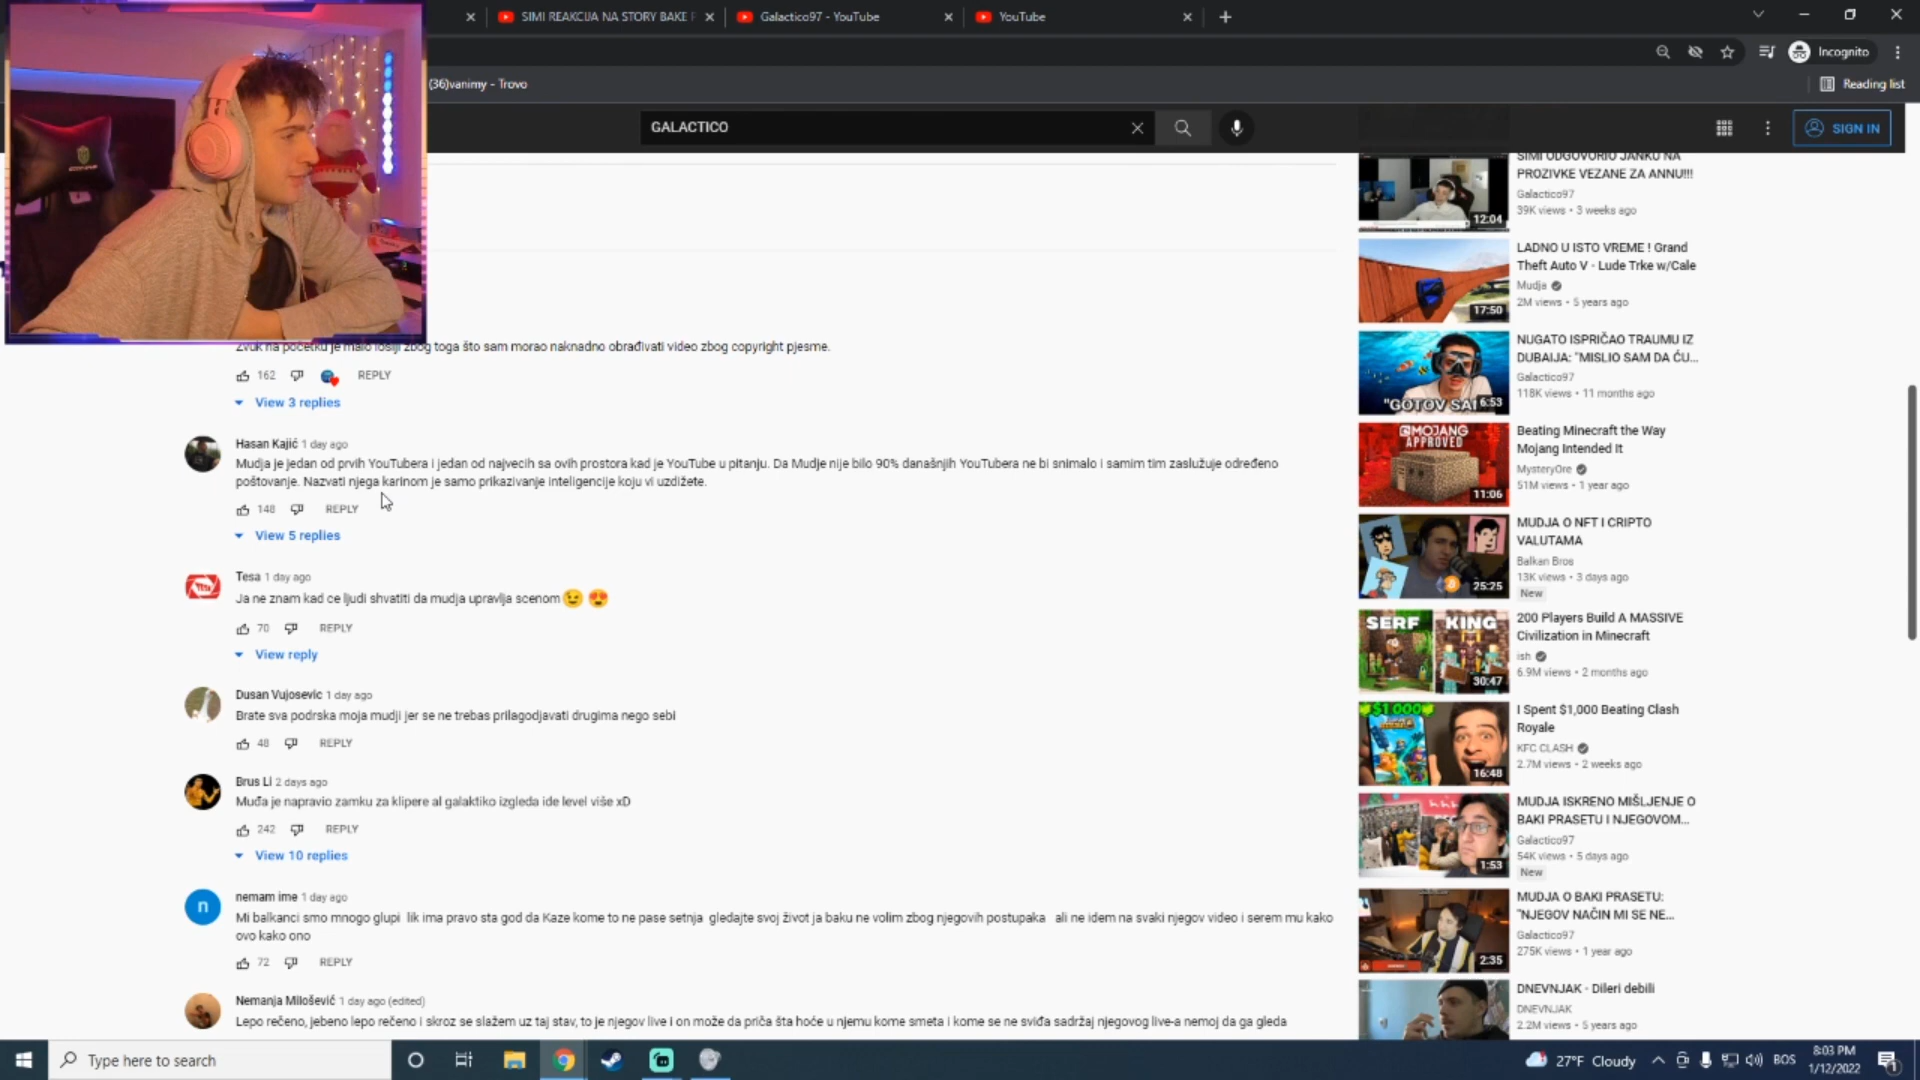 SIMI REAKCIJA NA STORY BAKE P
Galactico97 - YouTube
YouTube
Incognito
(36)vanimy - Trovo
Reading list
GALACTICO
SIGN IN
Zvuk na početku je malo lošiji zbog toga što sam morao naknadno obrađivati video zbog copyright pjesme.
162 REPLY
View 3 replies
Hasan Kajić 1 day ago
Mudja je jedan od prvih YouTubera i jedan od najvecih sa ovih prostora kad je YouTube u pitanju. Da Mudje nije bilo 90% današnjih YouTubera ne bi snimalo i samim tim zaslužuje određeno
poštovanje. Nazvati njega karinom je samo prikazivanje inteligencije koju vi uzdižete.
148 REPLY
View 5 replies
Tesa 1 day ago
Ja ne znam kad ce ljudi shvatiti da mudja upravlja scenom😉 😍
70 REPLY
View reply
Dusan Vujosevic 1 day ago
Brate sva podrska moja mudji jer se ne trebas prilagodjavati drugima nego sebi
48 REPLY
Brus Li 2 days ago
Muđa je napravio zamku za klipere al galaktiko izgleda ide level više xD
242 REPLY
View 10 replies
n
nemam ime 1 day ago
Mi balkanci smo mnogo glupi lik ima pravo sta god da Kaze kome to ne pase setnja gledajte svoj život ja baku ne volim zbog njegovih postupaka ali ne idem na svaki njegov video i serem mu kako
ovo kako ono
72 REPLY
Nemanja Milošević 1 day ago (edited)
Lepo rečeno, jebeno lepo rečeno i skroz se slažem uz taj stav, to je njegov live i on može da priča šta hoće u njemu kome smeta i kome se ne sviđa sadržaj njegovog live-a nemoj da ga gleda
SIMI ODGOVORIO JANKU NA
PROZIVKE VEZANE ZA ANNU!!!
Galactico97
39K views • 3 weeks ago
12:04
LADNO U ISTO VREME ! Grand
Theft Auto V - Lude Trke w/Cale
Mudja
2M views • 5 years ago
17:50
NUGATO ISPRIČAO TRAUMU IZ
DUBAIJA: "MISLIO SAM DA ĆU...
Galactico97
118K views • 11 months ago
"GOTOV SA
6:53
Beating Minecraft the Way
Mojang Intended It
MysteryOre
51M views • 1 year ago
MOJANG
APPROVED
11:06
MUDJA O NFT I CRIPTO
VALUTAMA
Balkan Bros
13K views • 3 days ago
New
25:25
200 Players Build A MASSIVE
Civilization in Minecraft
ish
6.9M views • 2 months ago
SERF KING
30:47
I Spent $1,000 Beating Clash
Royale
KFC CLASH
2.7M views • 2 weeks ago
$1 000
16:48
MUDJA ISKRENO MIŠLJENJE O
BAKI PRASETU I NJEGOVOM...
Galactico97
54K views • 5 days ago
New
1:53
MUDJA O BAKI PRASETU:
"NJEGOV NAČIN MI SE NE...
Galactico97
275K views • 1 year ago
2:35
DNEVNJAK - Dileri debili
DNEVNJAK
2.2M views • 5 years ago
Type here to search
27°F Cloudy
BOS
8:03 PM
1/12/2022
1